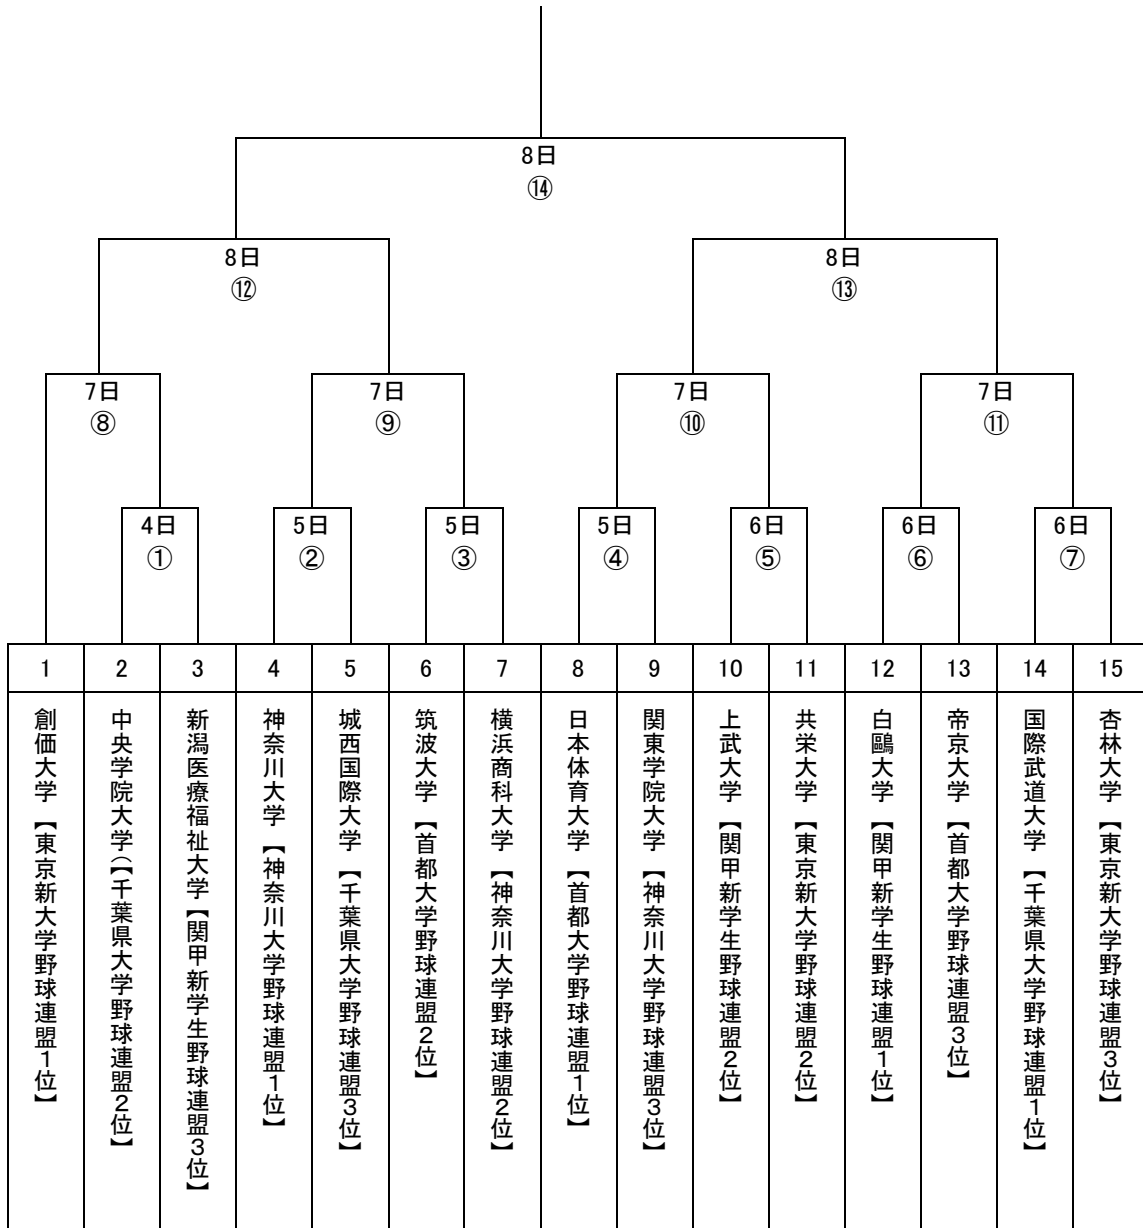 8日
⑭
8日
⑫
8日
⑬
7日
⑧
7日
⑨
7日
⑩
7日
⑪
4日
①
5日
②
5日
③
5日
④
6日
⑤
6日
⑥
6日
⑦
1
2
3
4
5
6
7
8
9
10
11
12
13
14
15
創価大学【東京新大学野球連盟1位】
中央学院大学(【千葉県大学野球連盟2位】
新潟医療福祉大学【関甲新学生野球連盟3位】
神奈川大学【神奈川大学野球連盟1位】
城西国際大学【千葉県大学野球連盟3位】
筑波大学【首都大学野球連盟2位】
横浜商科大学【神奈川大学野球連盟2位】
日本体育大学【首都大学野球連盟1位】
関東学院大学【神奈川大学野球連盟3位】
上武大学【関甲新学生野球連盟2位】
共栄大学【東京新大学野球連盟2位】
白鷗大学【関甲新学生野球連盟1位】
帝京大学【首都大学野球連盟3位】
国際武道大学【千葉県大学野球連盟1位】
杏林大学【東京新大学野球連盟3位】